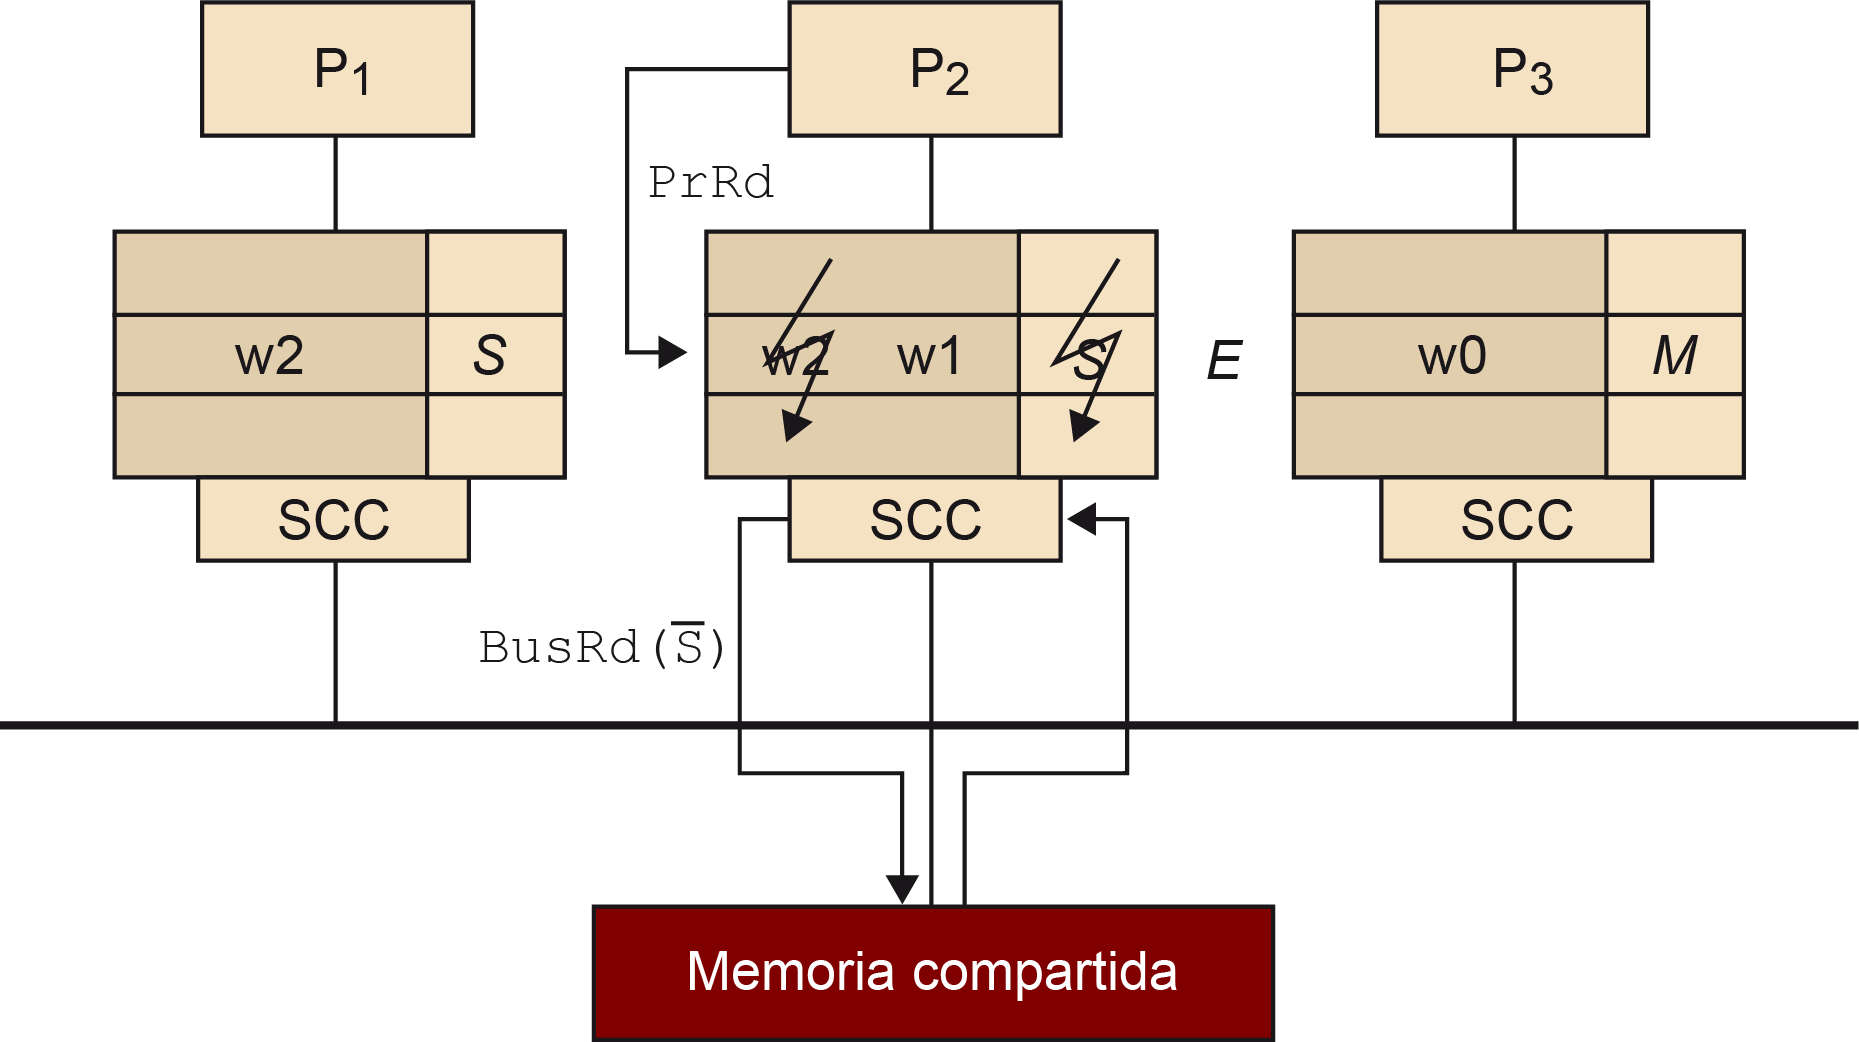 P1
P2
P3
PrRd
w2 S
w2 w1 S E
w0 M
SCC
SCC
SCC
BusRd(S̅)
Memoria compartida